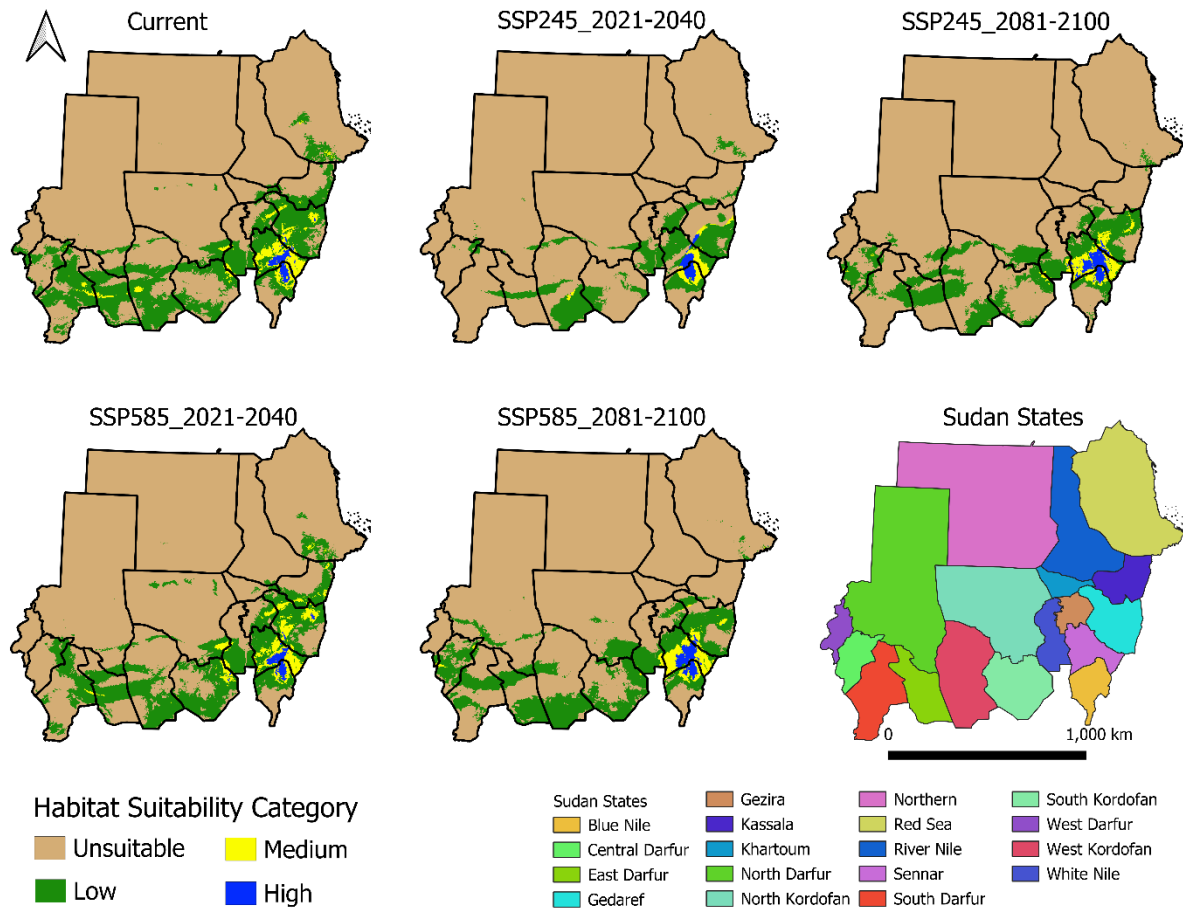 Current
SSP245_2021-2040
SSP245_2081-2100
SSP585_2021-2040
SSP585_2081-2100
Sudan States
0
1,000 km
Habitat Suitability Category
Unsuitable
Medium
Low
High
Sudan States
Blue Nile
Central Darfur
East Darfur
Gedaref
Gezira
Kassala
Khartoum
North Darfur
North Kordofan
Northern
Red Sea
River Nile
Sennar
South Darfur
South Kordofan
West Darfur
West Kordofan
White Nile